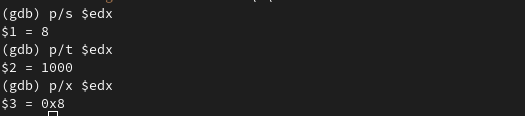 (gdb) p/s $edx
$1 = 8
(gdb) p/t $edx
$2 = 1000
(gdb) p/x $edx
$3 = 0x8